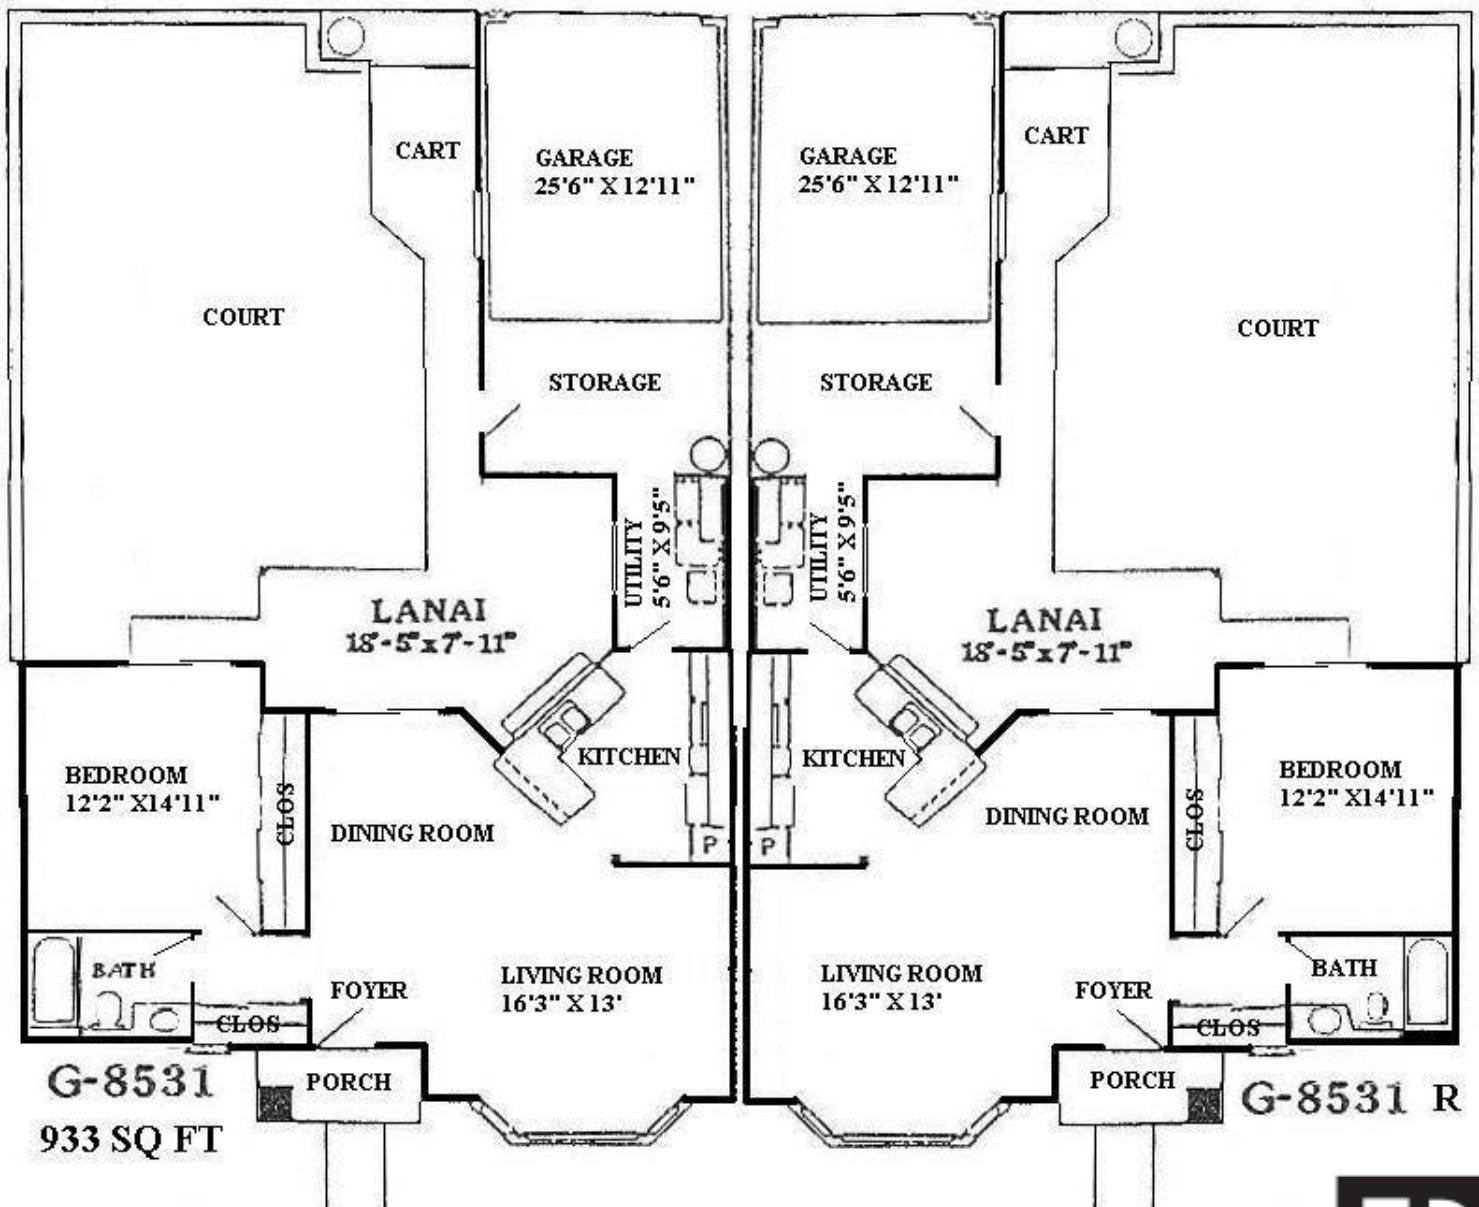 CART
GARAGE
25'6" X 12'11"
GARAGE
25'6" X 12'11"
CART
COURT
COURT
STORAGE
STORAGE
UTILITY
5'6" X 9'5"
UTILITY
5'6" X 9'5"
LANAI
18'-5" x 7'-11"
LANAI
18'-5" x 7'-11"
BEDROOM
12'2" X14'11"
CLOS
DINING ROOM
KITCHEN
P
KITCHEN
P
DINING ROOM
CLOS
BEDROOM
12'2" X14'11"
BATH
FOYER
LIVING ROOM
16'3" X 13'
LIVING ROOM
16'3" X 13'
FOYER
BATH
CLOS
CLOS
PORCH
PORCH
G-8531
933 SQ FT
G-8531 R